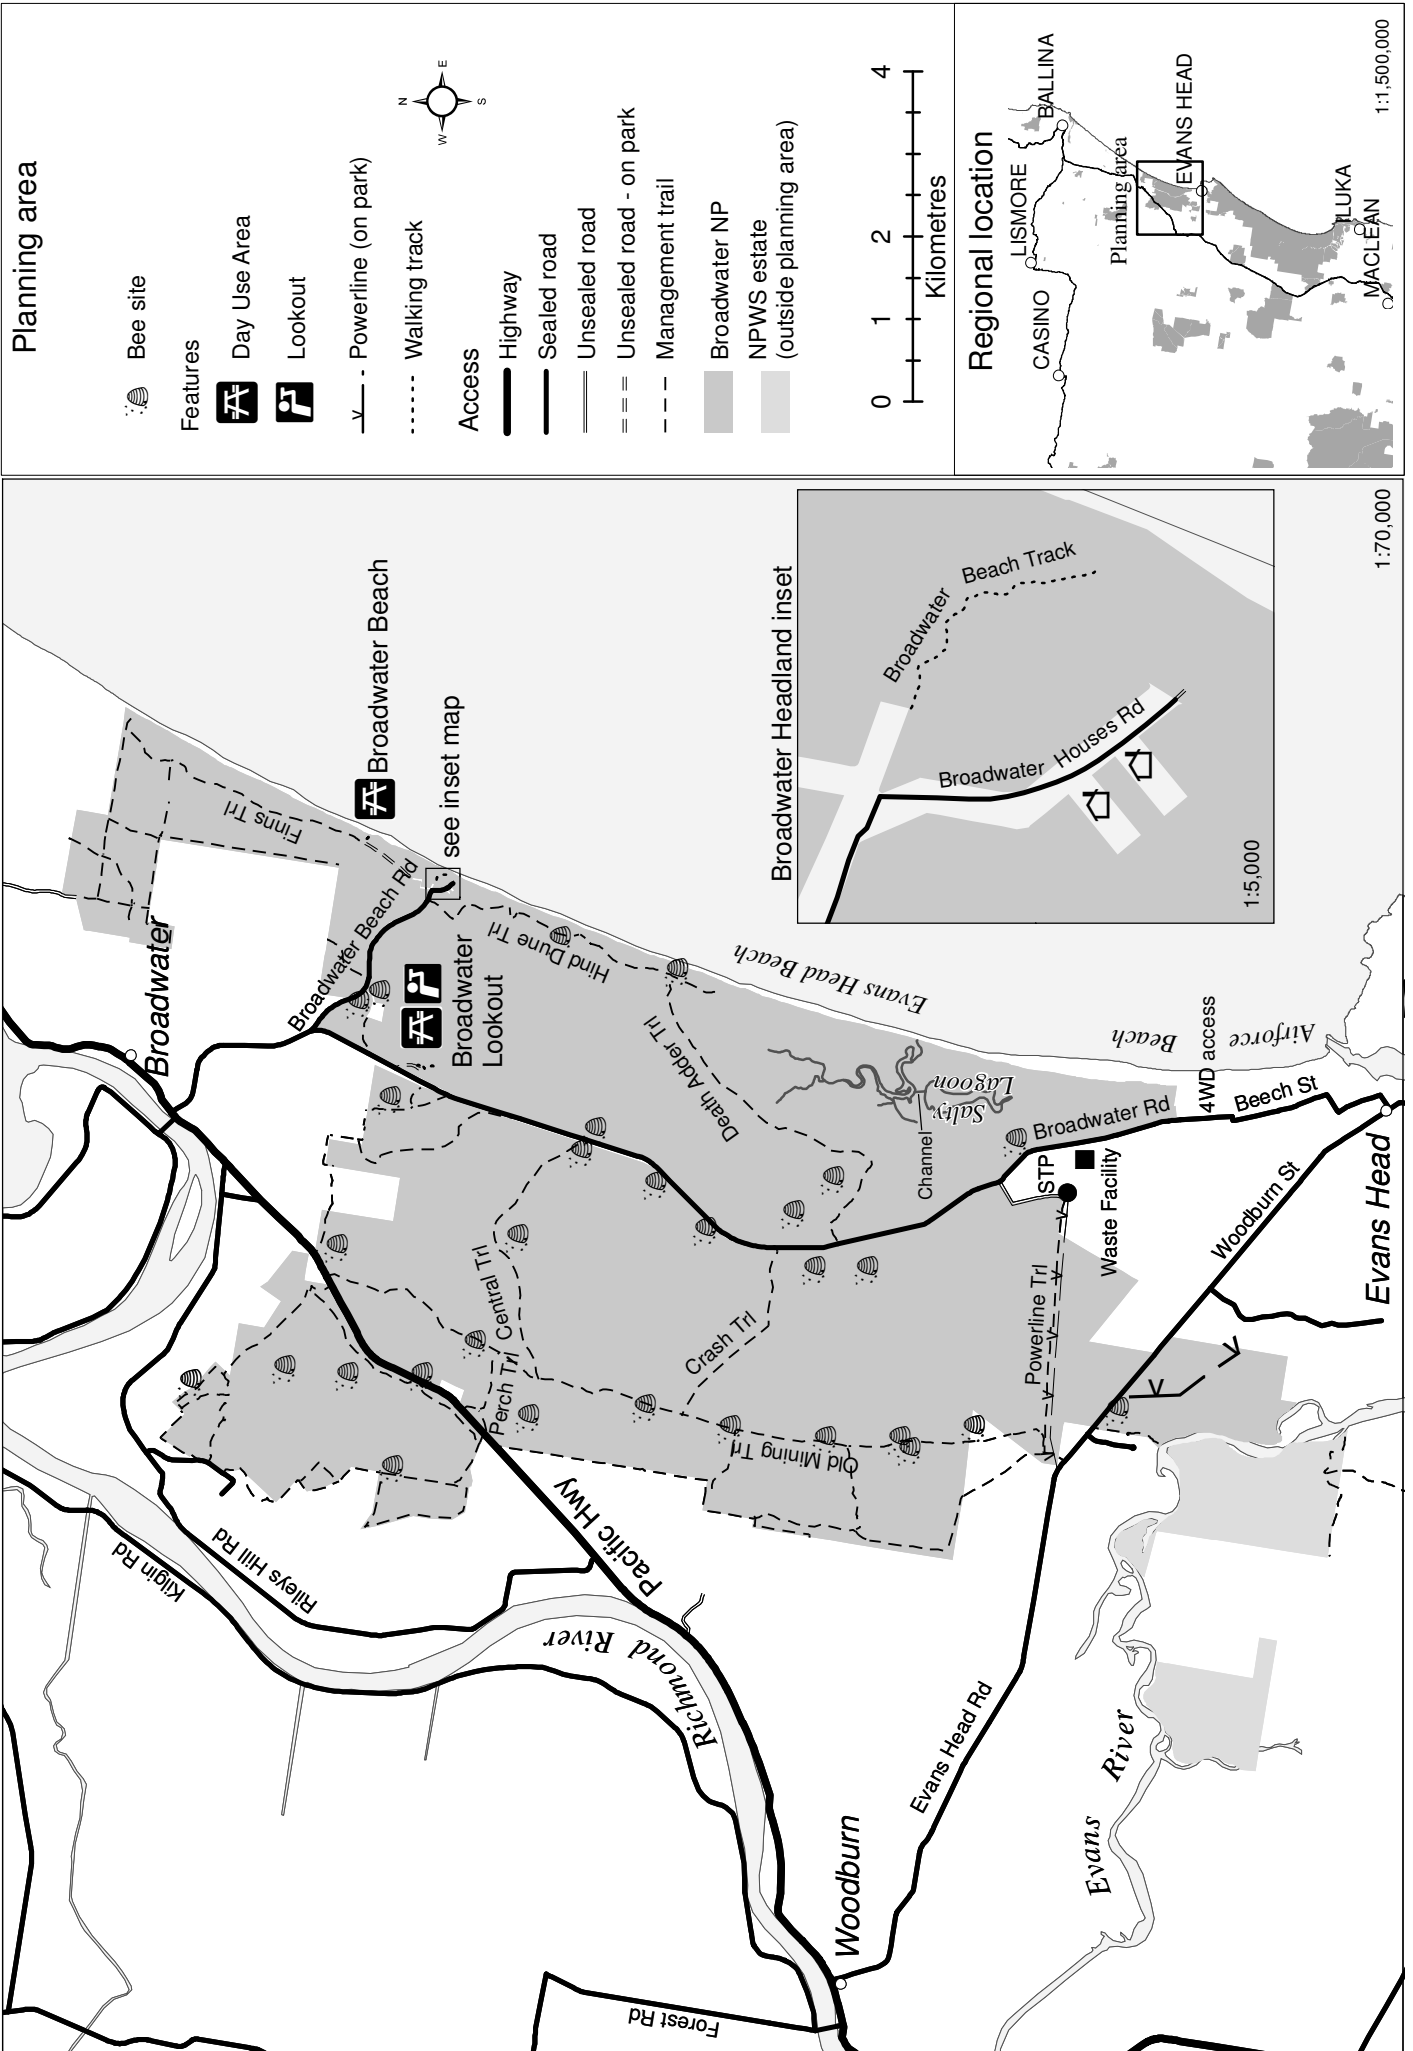 Planning area
Bee site
Features
Day Use Area
Lookout
Powerline (on park)
Walking track
Access
Highway
Sealed road
Unsealed road
Unsealed road - on park
Management trail
Broadwater NP
NPWS estate
(outside planning area)
N
E
S
W
0 1 2 4
Kilometres
Regional location
CASINO
LISMORE
BALLINA
Planning area
EVANS HEAD
ILUKA
MACLEAN
1:1,500,000
Broadwater
Broadwater Beach
see inset map
Finns Trl
Broadwater Beach Rd
Broadwater
Lookout
Hind Dune Trl
Death Adder Trl
Evans Head Beach
Airforce
Beach
Salty
Lagoon
Channel
Broadwater Rd
4WD access
Beech St
STP
Waste Facility
Woodburn St
Evans Head
Powerline Trl
Central Trl
Perch Trl
Crash Trl
Old Mining Trl
Pacific Hwy
Kilgin Rd
Rileys Hill Rd
Richmond River
Evans Head Rd
Evans River
Woodburn
Forest Rd
Broadwater Headland inset
Broadwater
Beach Track
Broadwater Houses Rd
1:5,000
1:70,000